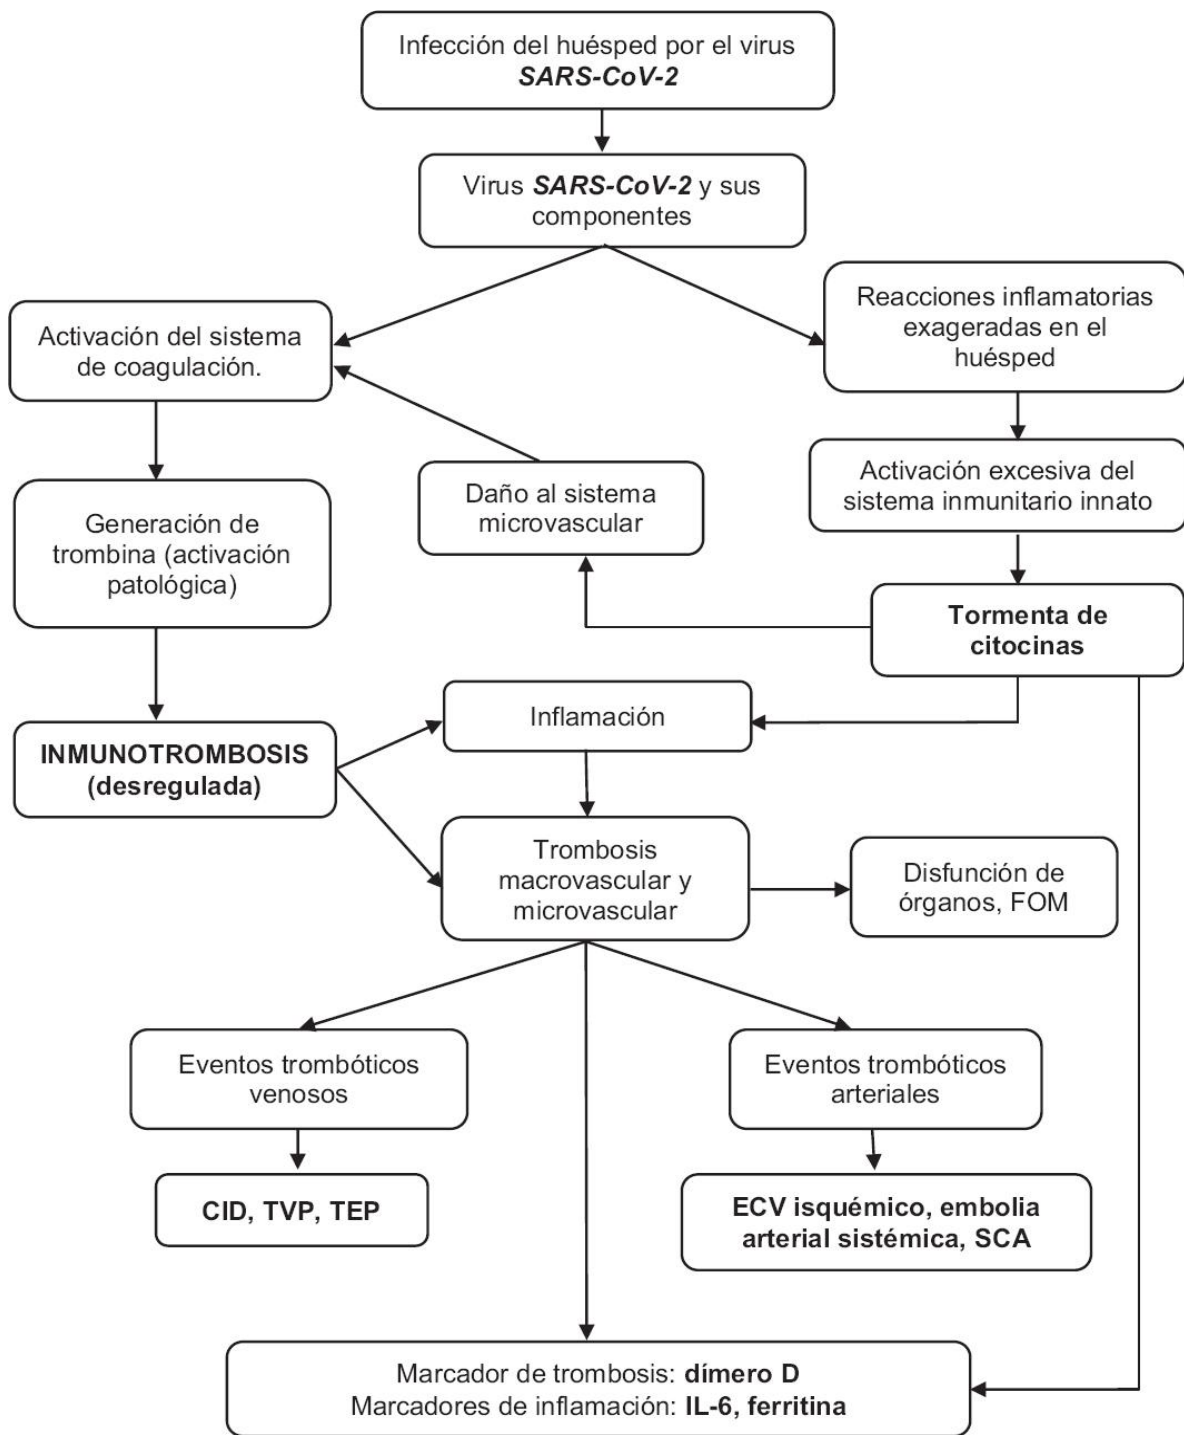 Infección del huésped por el virus
SARS-CoV-2
Virus SARS-CoV-2 y sus
componentes
Reacciones inflamatorias
exageradas en el
huésped
Activación del sistema
de coagulación.
Activación excesiva del
sistema inmunitario innato
Daño al sistema
microvascular
Generación de
trombina (activación
patológica)
Tormenta de
citocinas
Inflamación
INMUNOTROMBOSIS
(desregulada)
Trombosis
macrovascular y
microvascular
Disfunción de
órganos, FOM
Eventos trombóticos
venosos
Eventos trombóticos
arteriales
CID, TVP, TEP
ECV isquémico, embolia
arterial sistémica, SCA
Marcador de trombosis: dímero D
Marcadores de inflamación: IL-6, ferritina